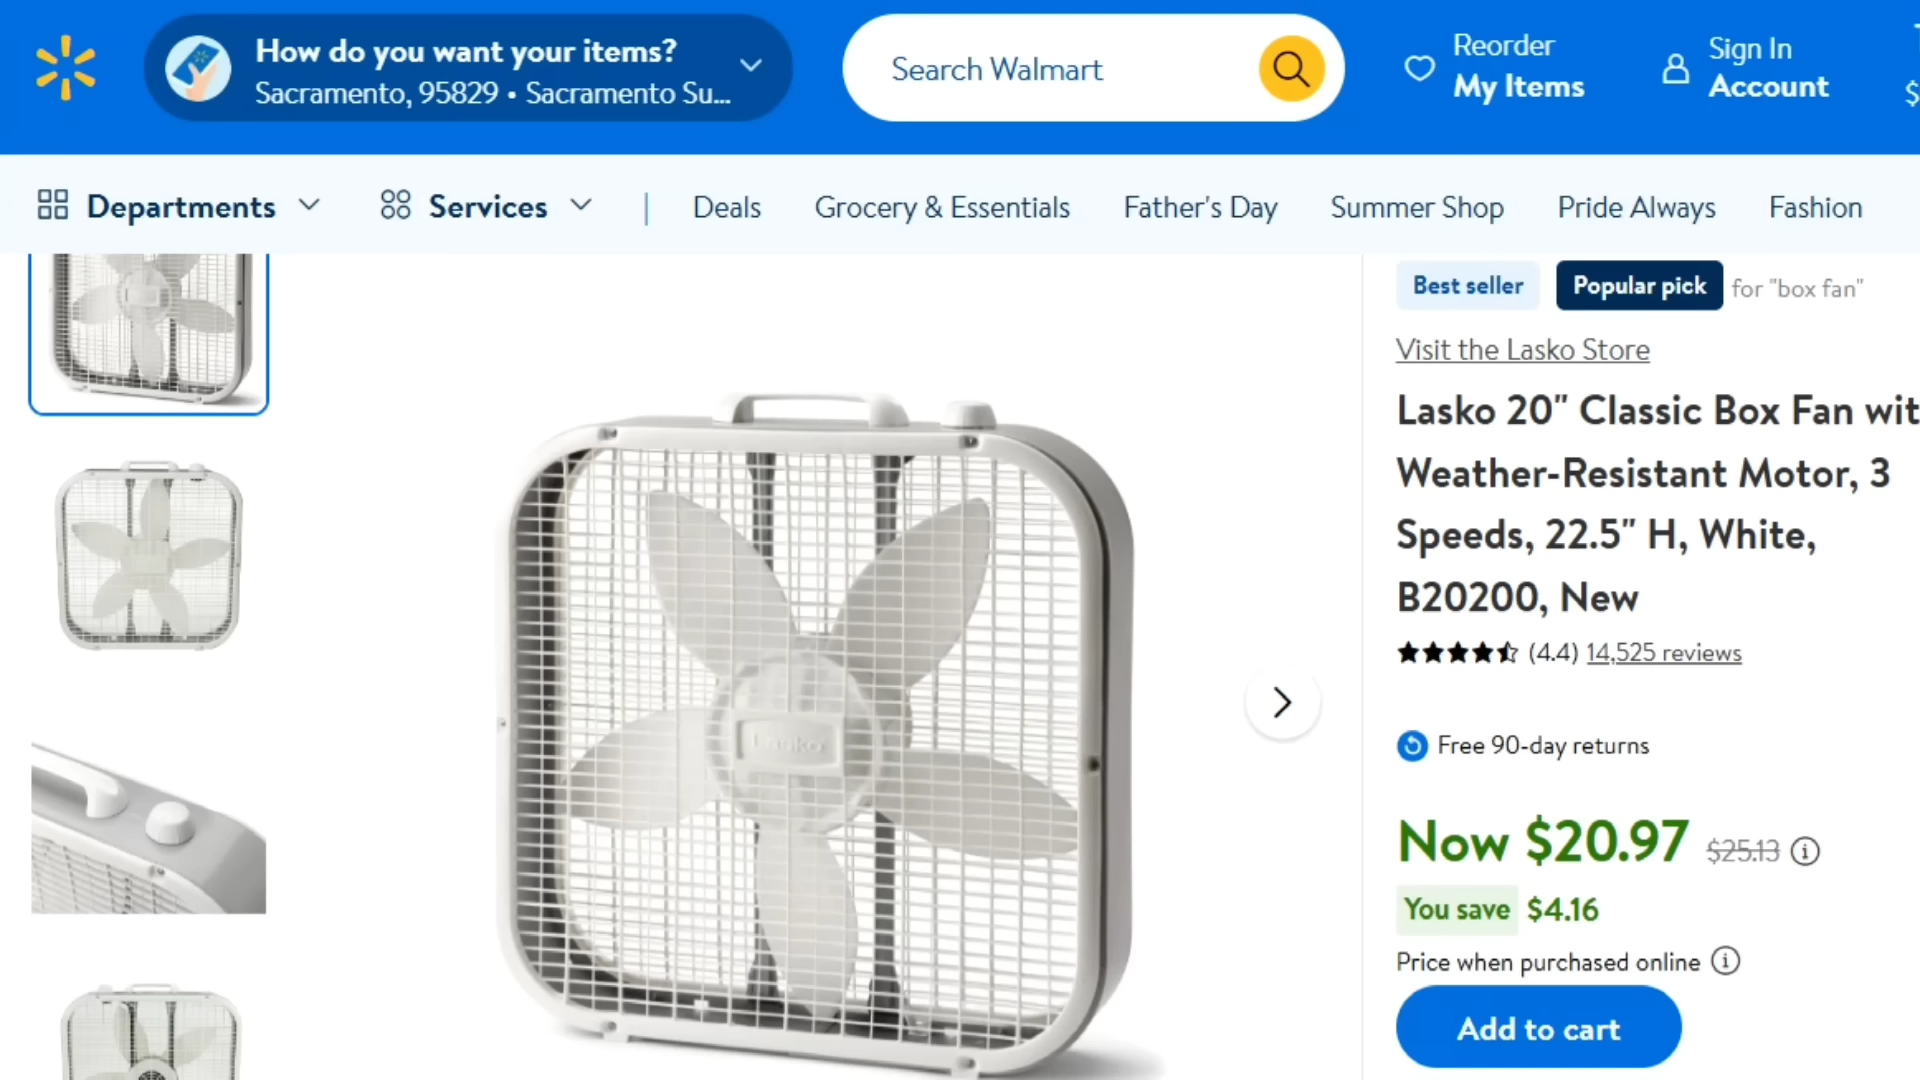 How do you want your items?
Sacramento, 95829 • Sacramento Su...
Search Walmart
Reorder
My Items
Sign In
Account
$
Departments
Services
Deals
Grocery & Essentials
Father's Day
Summer Shop
Pride Always
Fashion
Best seller
Popular pick
for "box fan"
Visit the Lasko Store
Lasko 20" Classic Box Fan wit
Weather-Resistant Motor, 3
Speeds, 22.5" H, White,
B20200, New
(4.4) 14,525 reviews
Free 90-day returns
Now $20.97 $25.13
You save $4.16
Price when purchased online
Add to cart
Lasko